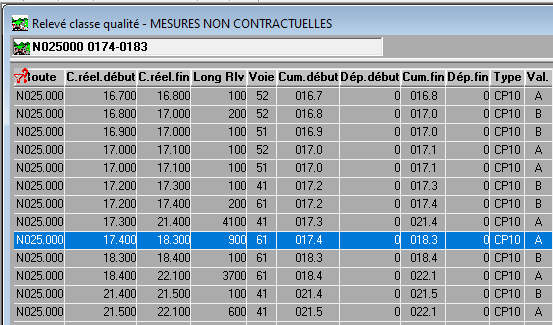 Relevé classe qualité - MESURES NON CONTRACTUELLES
N025000 0174-0183
Route C.réel.début C.réel.fin Long Rlv Voie Cum.début Dép.début Cum.fin Dép.fin Type Val.
N025.000 16.700 16.800 100 52 016.7 0 016.8 0 CP10 A
N025.000 16.800 17.000 200 52 016.8 0 017.0 0 CP10 B
N025.000 16.900 17.000 100 51 016.9 0 017.0 0 CP10 B
N025.000 17.000 17.100 100 52 017.0 0 017.1 0 CP10 A
N025.000 17.000 17.100 100 51 017.0 0 017.1 0 CP10 A
N025.000 17.200 17.300 100 41 017.2 0 017.3 0 CP10 B
N025.000 17.200 17.400 200 61 017.2 0 017.4 0 CP10 B
N025.000 17.300 21.400 4100 41 017.3 0 021.4 0 CP10 A
N025.000 17.400 18.300 900 61 017.4 0 018.3 0 CP10 A
N025.000 18.300 18.400 100 61 018.3 0 018.4 0 CP10 B
N025.000 18.400 22.100 3700 61 018.4 0 022.1 0 CP10 A
N025.000 21.400 21.500 100 41 021.4 0 021.5 0 CP10 B
N025.000 21.500 22.100 600 41 021.5 0 022.1 0 CP10 A